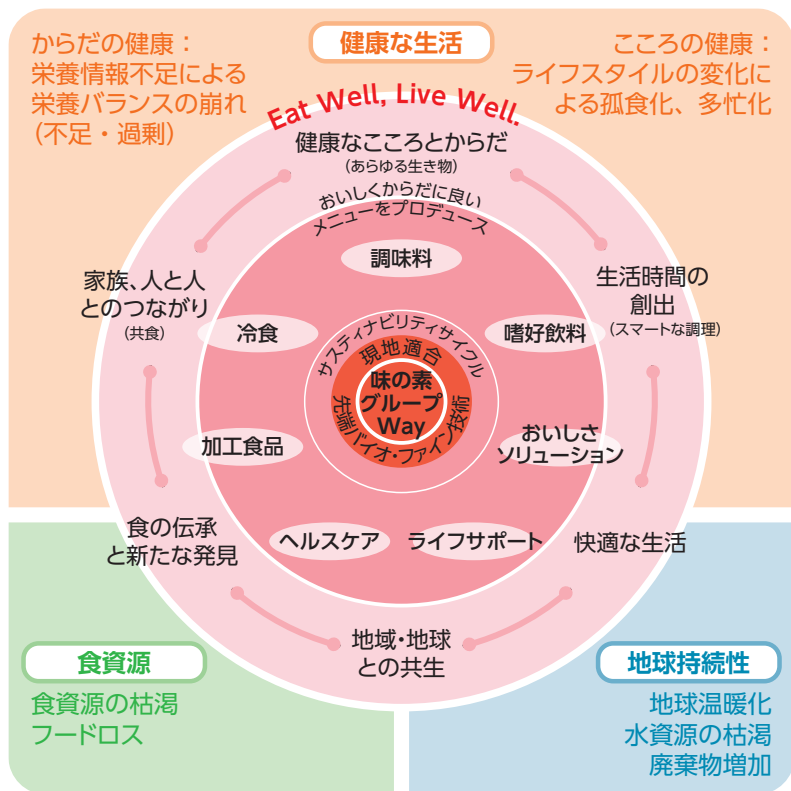 健康な生活
からだの健康：
栄養情報不足による
栄養バランスの崩れ
（不足・過剰）
こころの健康：
ライフスタイルの変化に
よる孤食化、多忙化
Eat Well, Live Well.
健康なこころとからだ
（あらゆる生き物）
おいしくからだに良い
メニューをプロデュース
調味料
家族、人と人
とのつながり
（共食）
生活時間の
創出
（スマートな調理）
冷食
嗜好飲料
サスティナビリティサイクル
現地適合
味の素
グループ
Way
先端バイオ・ファイン技術
加工食品
おいしさ
ソリューション
ヘルスケア
ライフサポート
食の伝承
と新たな発見
快適な生活
地域・地球
との共生
食資源
食資源の枯渇
フードロス
地球持続性
地球温暖化
水資源の枯渇
廃棄物増加